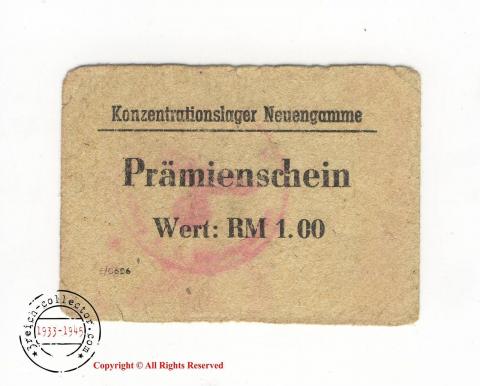 Konzentrationslager Neuengamme
Prämienschein
Wert: RM 1.00
3reich-collector.com
1933-1945
Copyright © All Rights Reserved